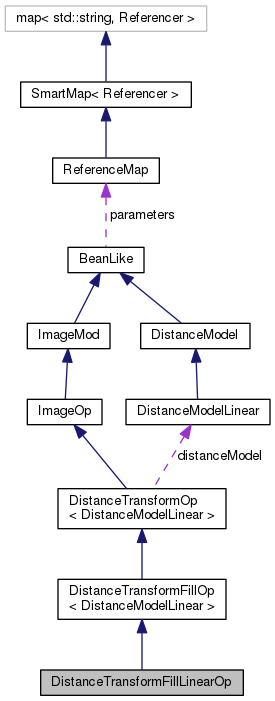 map< std::string, Referencer >
SmartMap< Referencer >
ReferenceMap
parameters
BeanLike
ImageMod
DistanceModel
ImageOp
DistanceModelLinear
distanceModel
DistanceTransformOp
< DistanceModelLinear >
DistanceTransformFillOp
< DistanceModelLinear >
DistanceTransformFillLinearOp